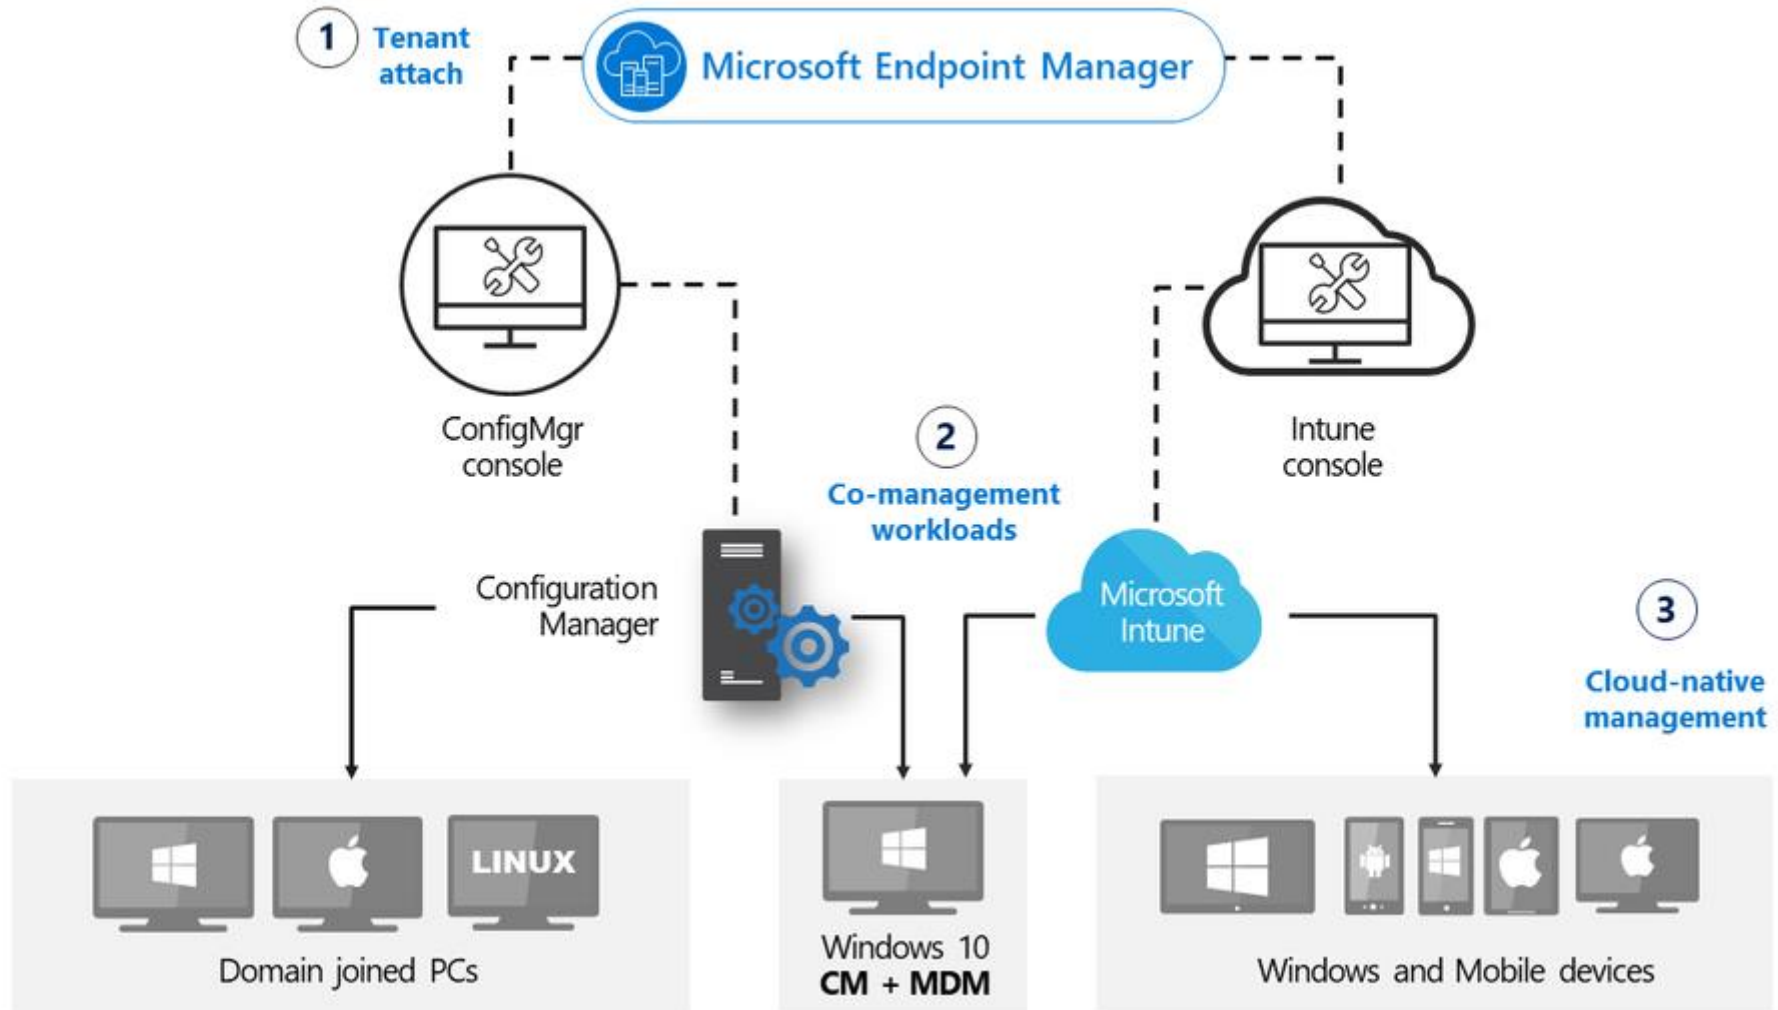 1
Tenant
attach
Microsoft Endpoint Manager
ConfigMgr
console
Intune
console
2
Co-management
workloads
Configuration
Manager
Microsoft
Intune
3
Cloud-native
management
LINUX
Domain joined PCs
Windows 10
CM + MDM
Windows and Mobile devices